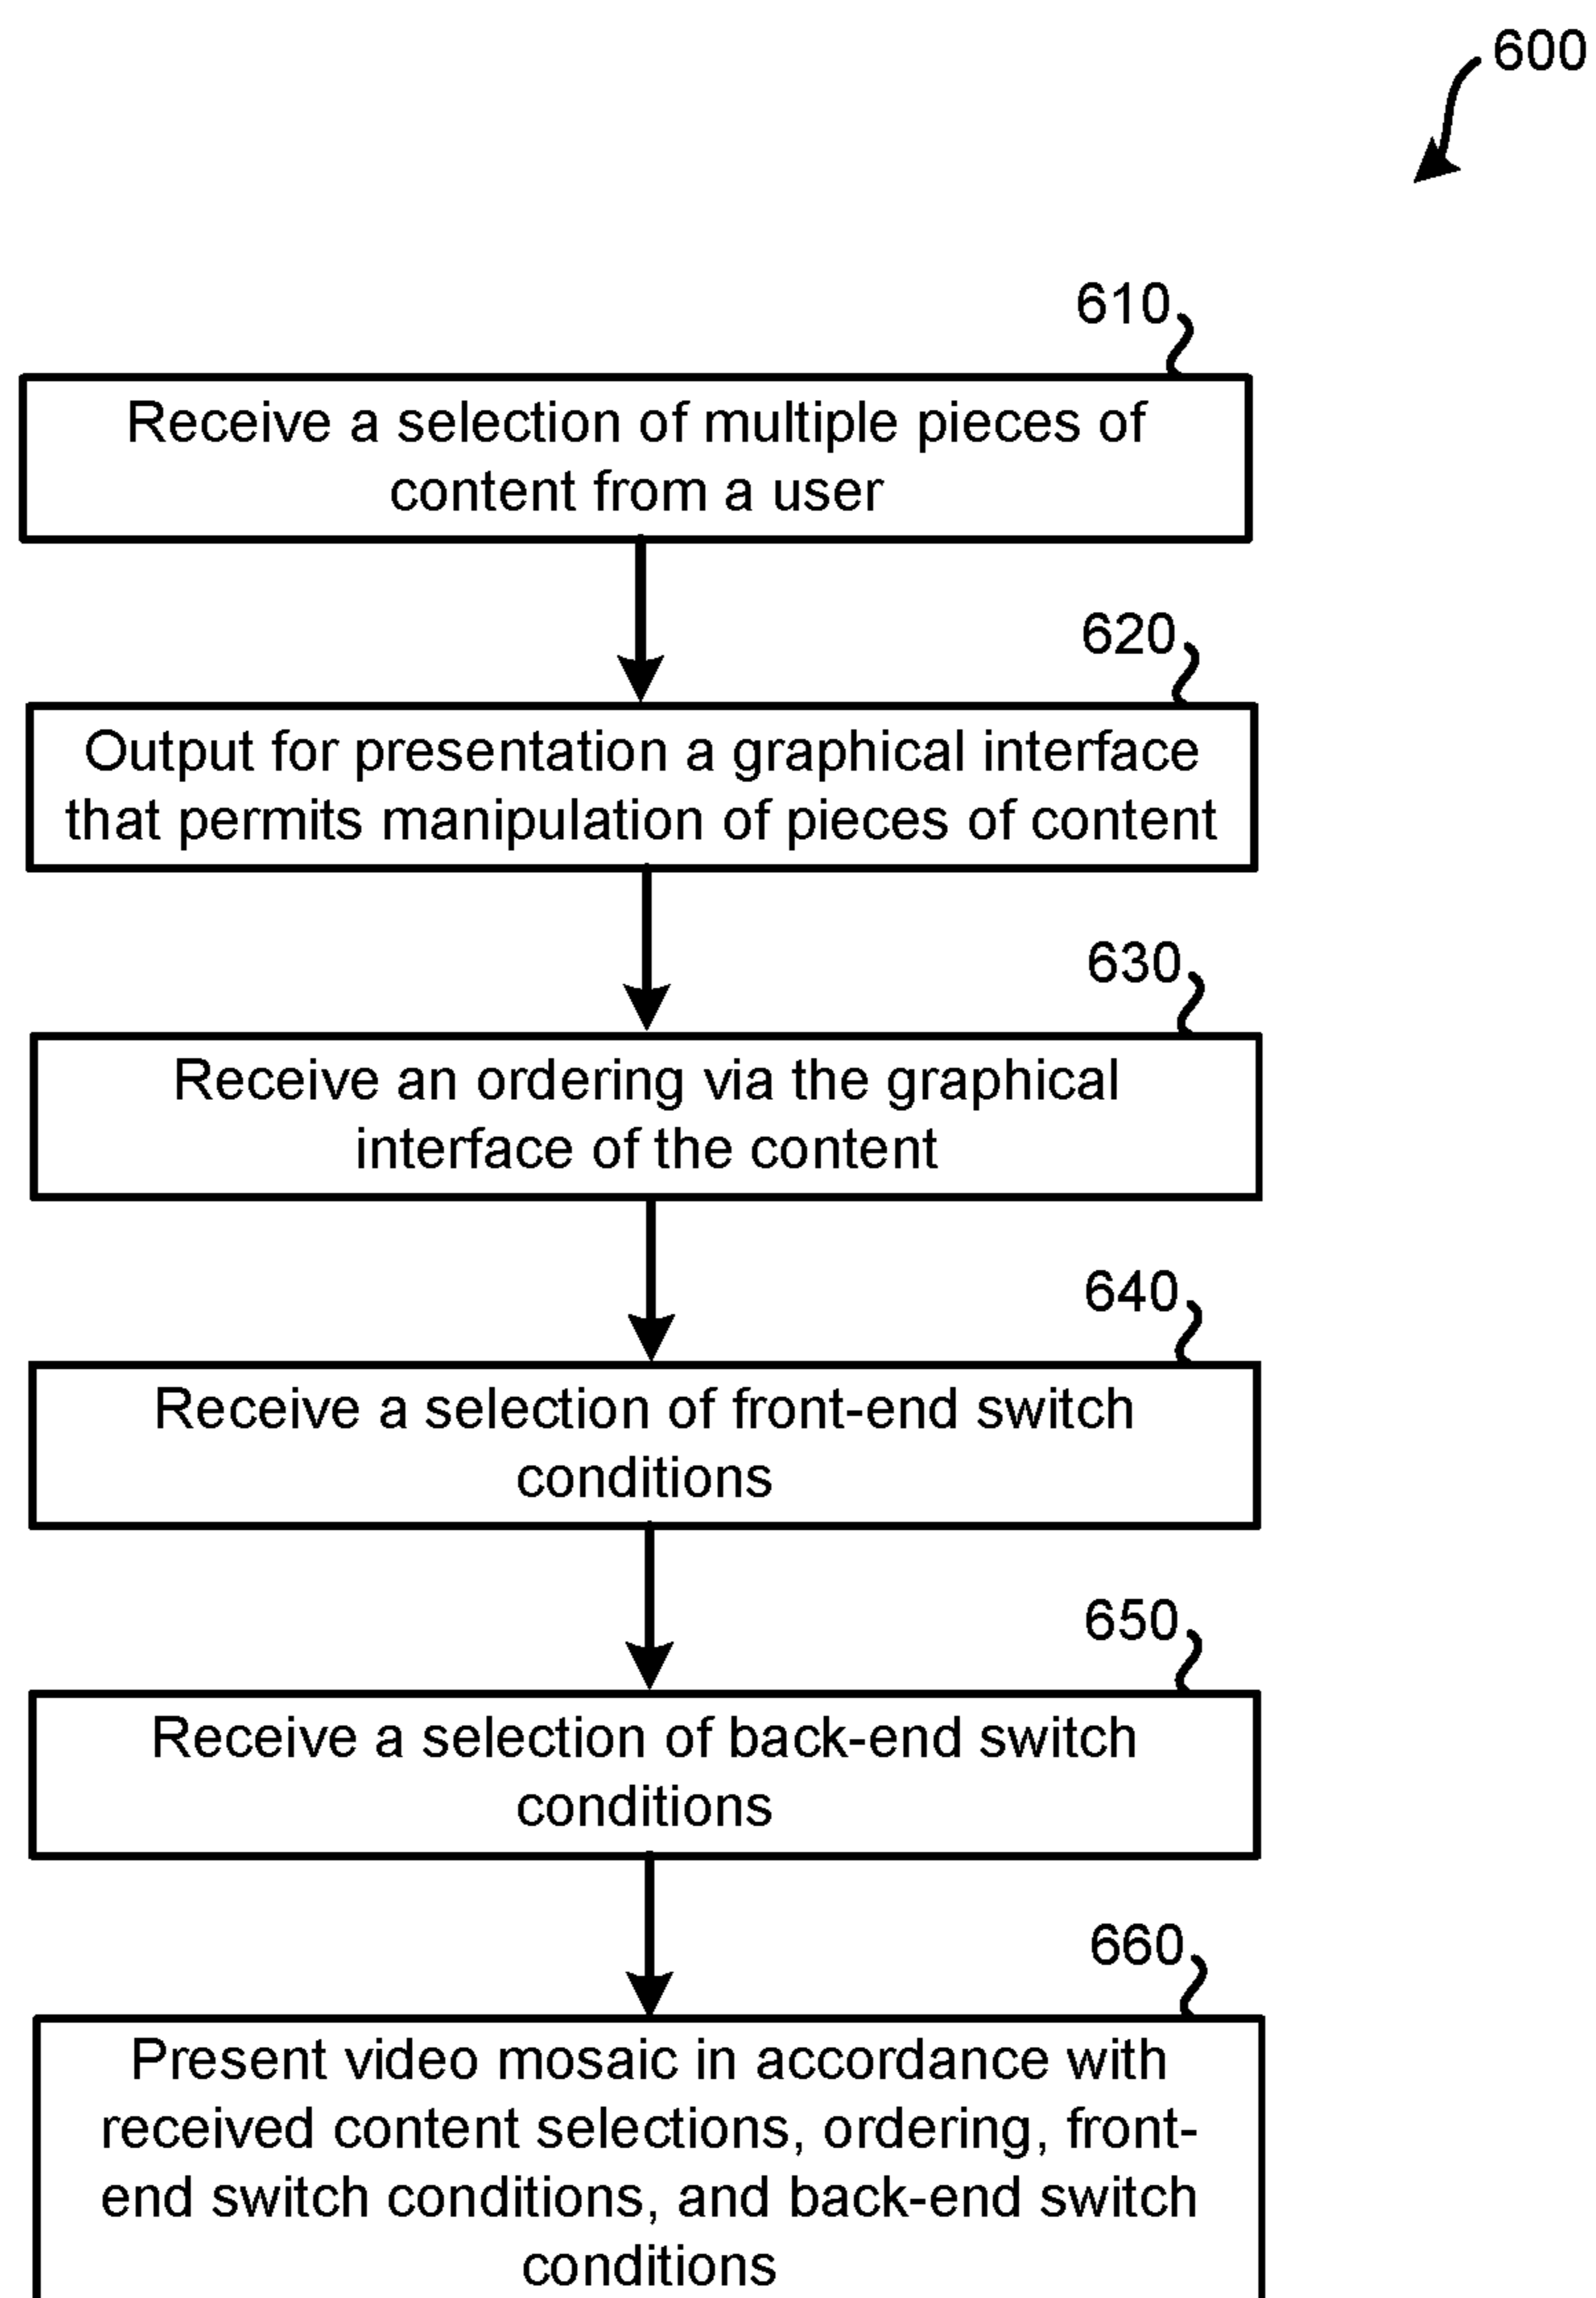 600
610
Receive a selection of multiple pieces of
content from a user
620
Output for presentation a graphical interface
that permits manipulation of pieces of content
630
Receive an ordering via the graphical
interface of the content
640
Receive a selection of front-end switch
conditions
650
Receive a selection of back-end switch
conditions
660
Present video mosaic in accordance with
received content selections, ordering, front-
end switch conditions, and back-end switch
conditions